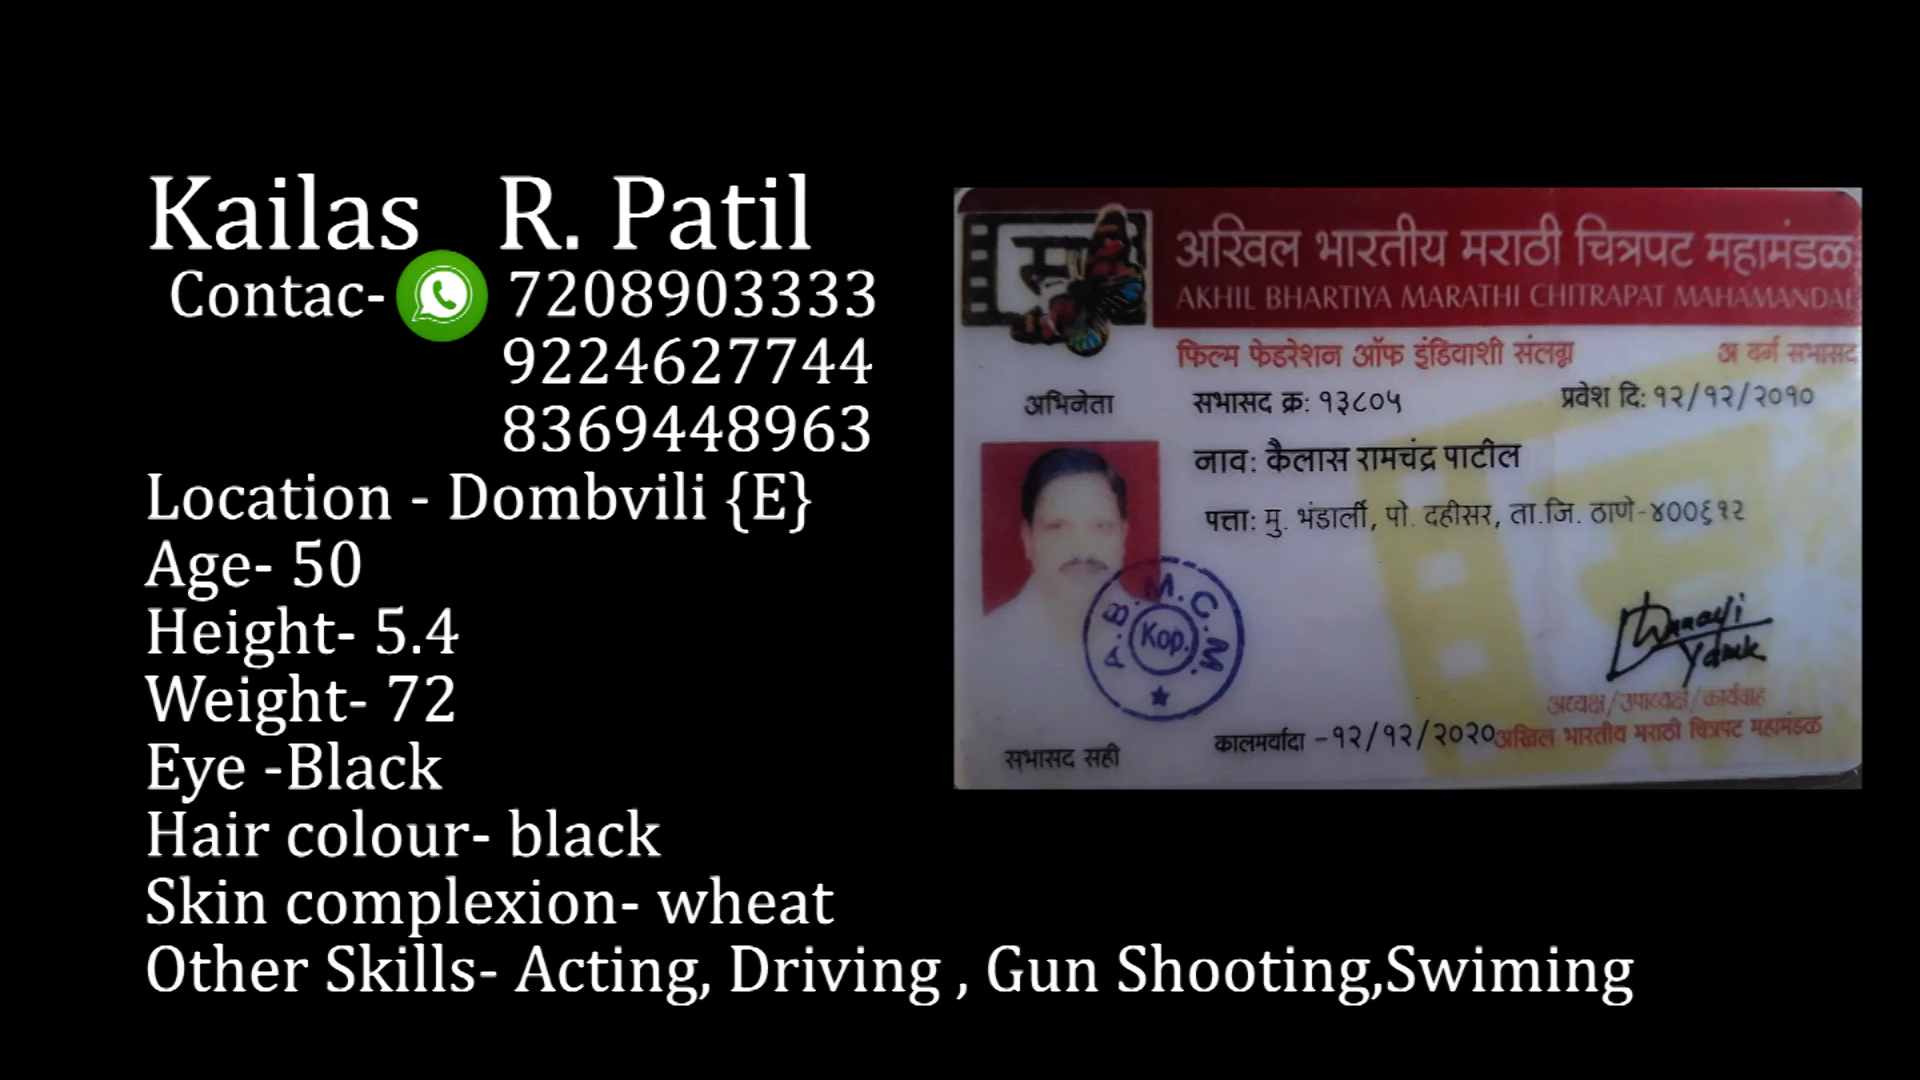 Kailas R. Patil
Contac- 7208903333
9224627744
8369448963
Location - Dombvili {E}
Age- 50
Height- 5.4
Weight- 72
Eye -Black
Hair colour- black
Skin complexion- wheat
Other Skills- Acting, Driving , Gun Shooting,Swiming
अखिल भारतीय मराठी चित्रपट महामंडळ
AKHIL BHARTIYA MARATHI CHITRAPAT MAHAMANDAL
फिल्म फेडरेशन ऑफ इंडियाशी संलग्न अ वर्ग सभासद
अभिनेता सभासद क्र: १३८०५ प्रवेश दि: १२/१२/२०१०
नाव: कैलास रामचंद्र पाटील
पत्ता: मु. भंडार्ली, पो. दहीसर, ता.जि. ठाणे-४००६१२
A.B.M.C.M.
Kop.
अध्यक्ष/उपाध्यक्ष/कार्यवाह
कालमर्यादा -१२/१२/२०२० अखिल भारतीय मराठी चित्रपट महामंडळ
सभासद सही